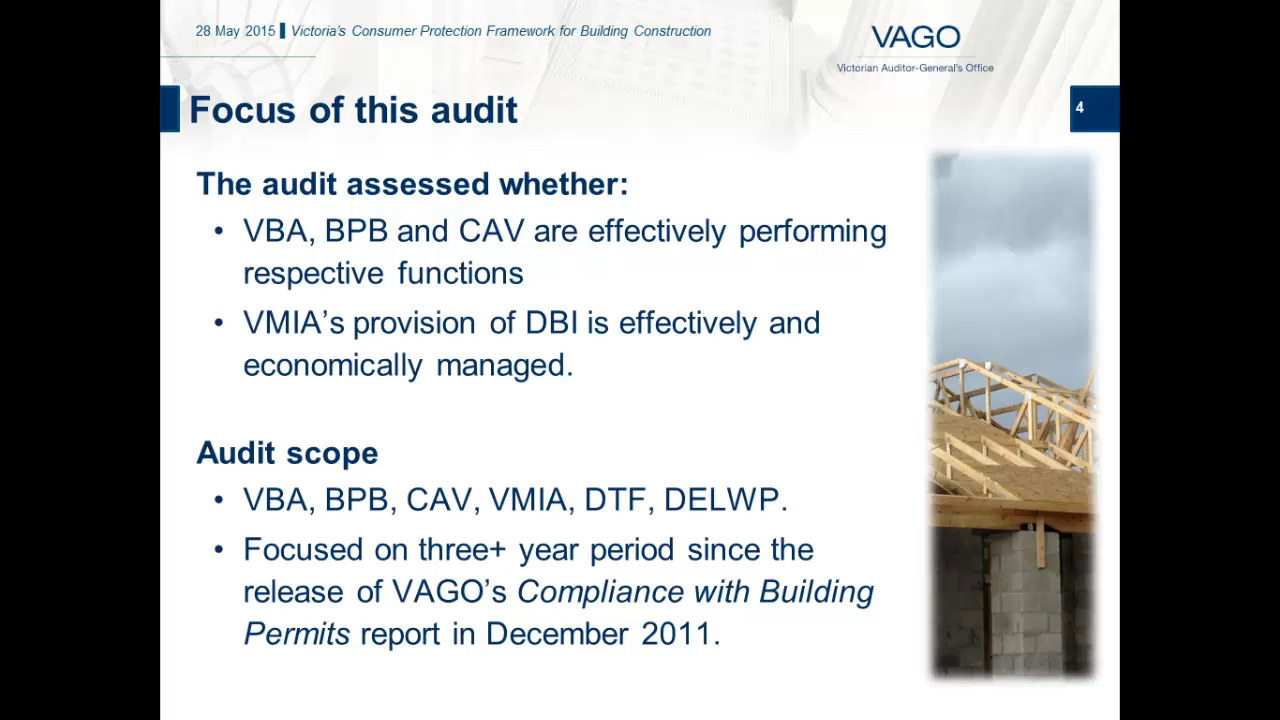 28 May 2015 | Victoria's Consumer Protection Framework for Building Construction
VAGO
Victorian Auditor-General's Office
Focus of this audit
4
The audit assessed whether:
• VBA, BPB and CAV are effectively performing
respective functions
• VMIA's provision of DBI is effectively and
economically managed.
Audit scope
• VBA, BPB, CAV, VMIA, DTF, DELWP.
• Focused on three+ year period since the
release of VAGO's Compliance with Building
Permits report in December 2011.